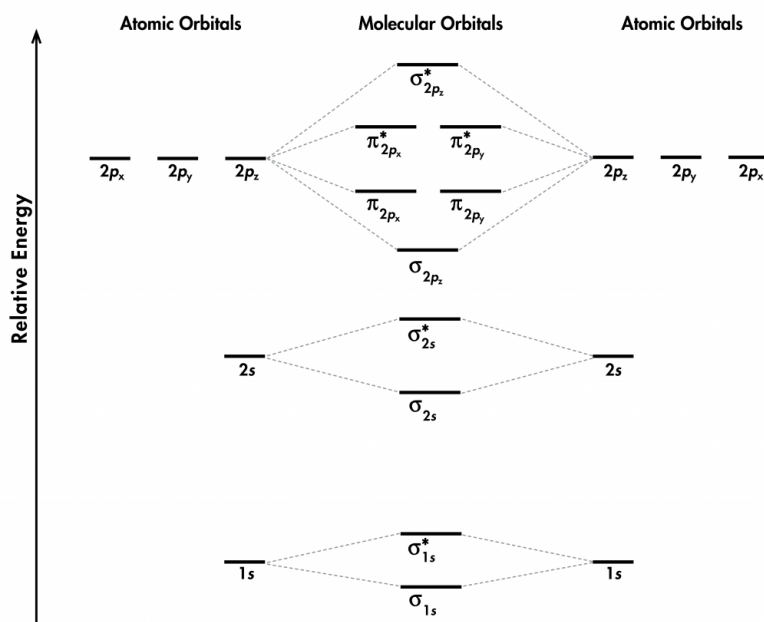 Atomic Orbitals Molecular Orbitals Atomic Orbitals
σ*2pz
π*2px π*2py
2px 2py 2pz 2pz 2py 2px
π2px π2py
σ2pz
σ*2s
2s 2s
σ2s
σ*1s
1s 1s
σ1s
Relative Energy